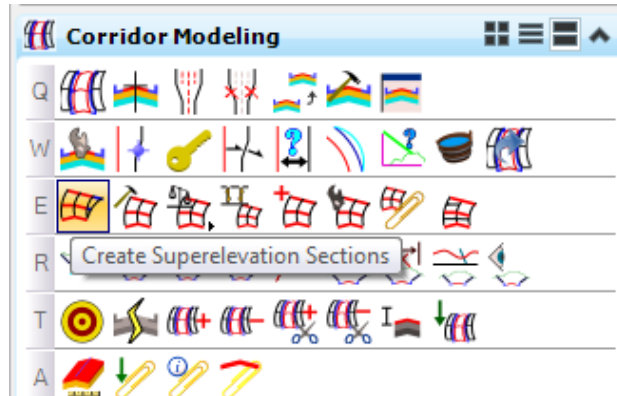 Corridor Modeling
Q
W
E
Create Superelevation Sections
R
T
A